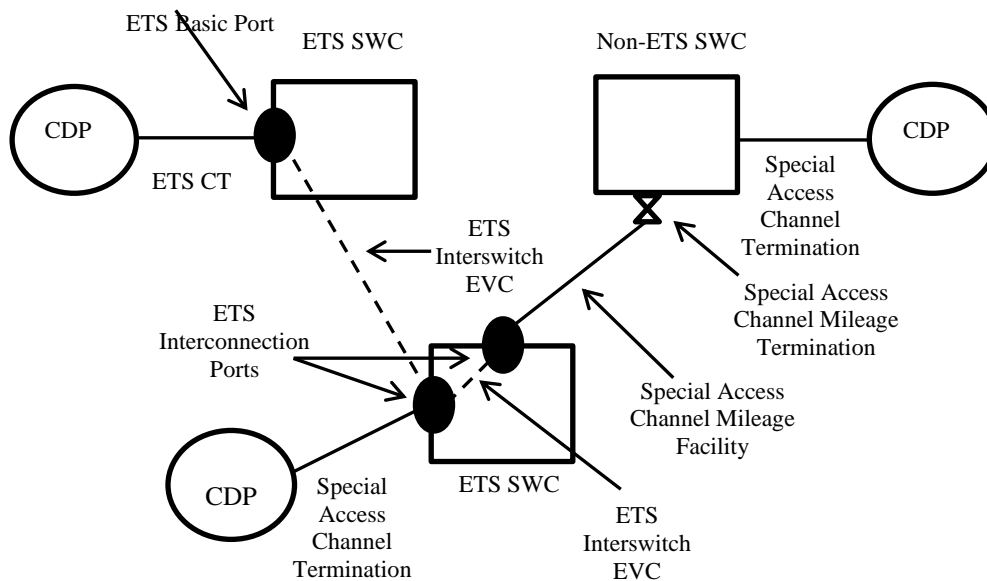 ETS Basic Port
ETS SWC
Non-ETS SWC
CDP
CDP
ETS CT
Special
Access
Channel
Termination
ETS
Interswitch
EVC
Special Access
Channel Mileage
Termination
ETS
Interconnection
Ports
Special Access
Channel Mileage
Facility
CDP
Special
Access
Channel
Termination
ETS SWC
ETS
Interswitch
EVC